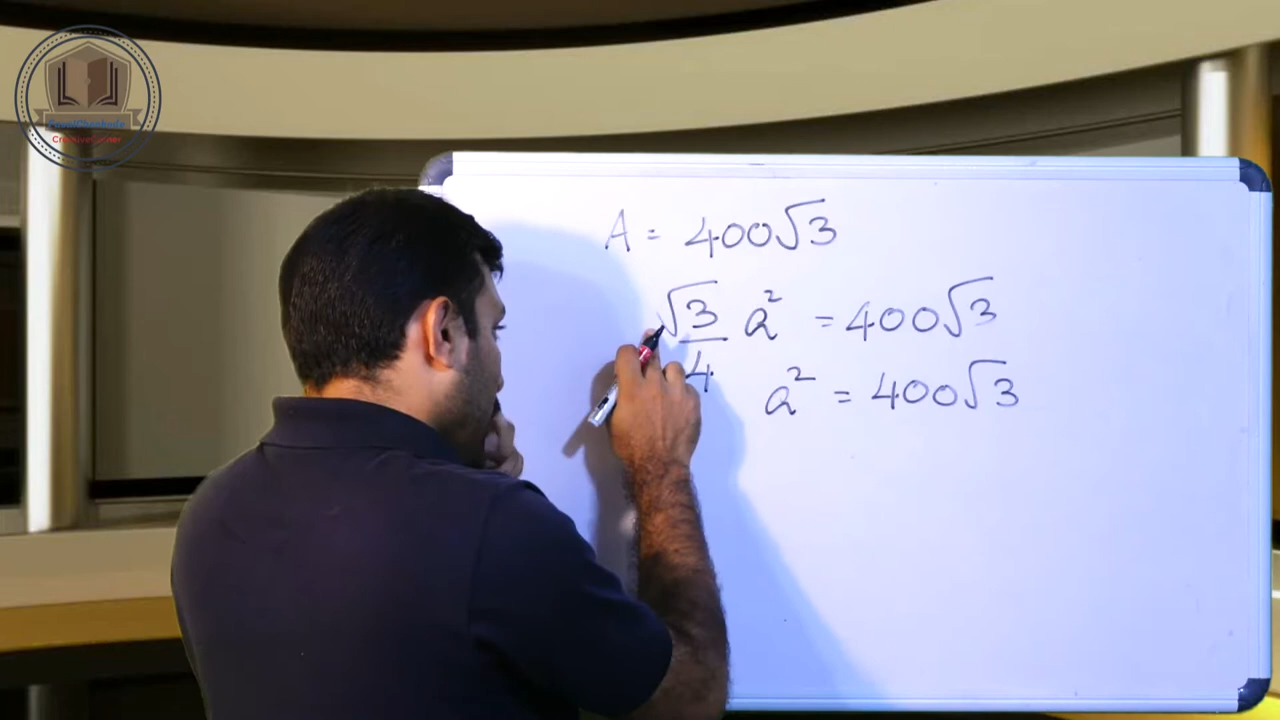 A = 400√3
√3/4 a² = 400√3
a² = 400√3